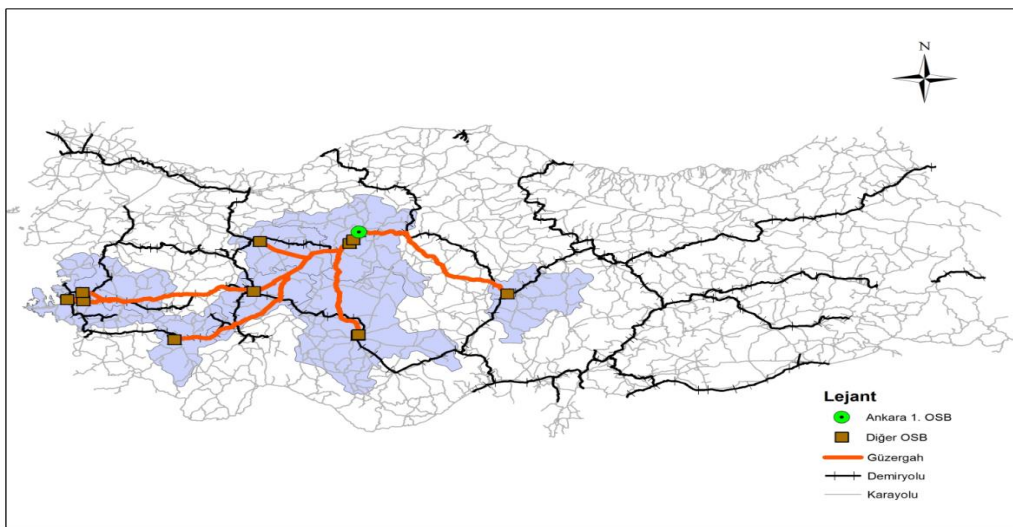 N
Lejant
Ankara 1. OSB
Diğer OSB
Güzergah
Demiryolu
Karayolu